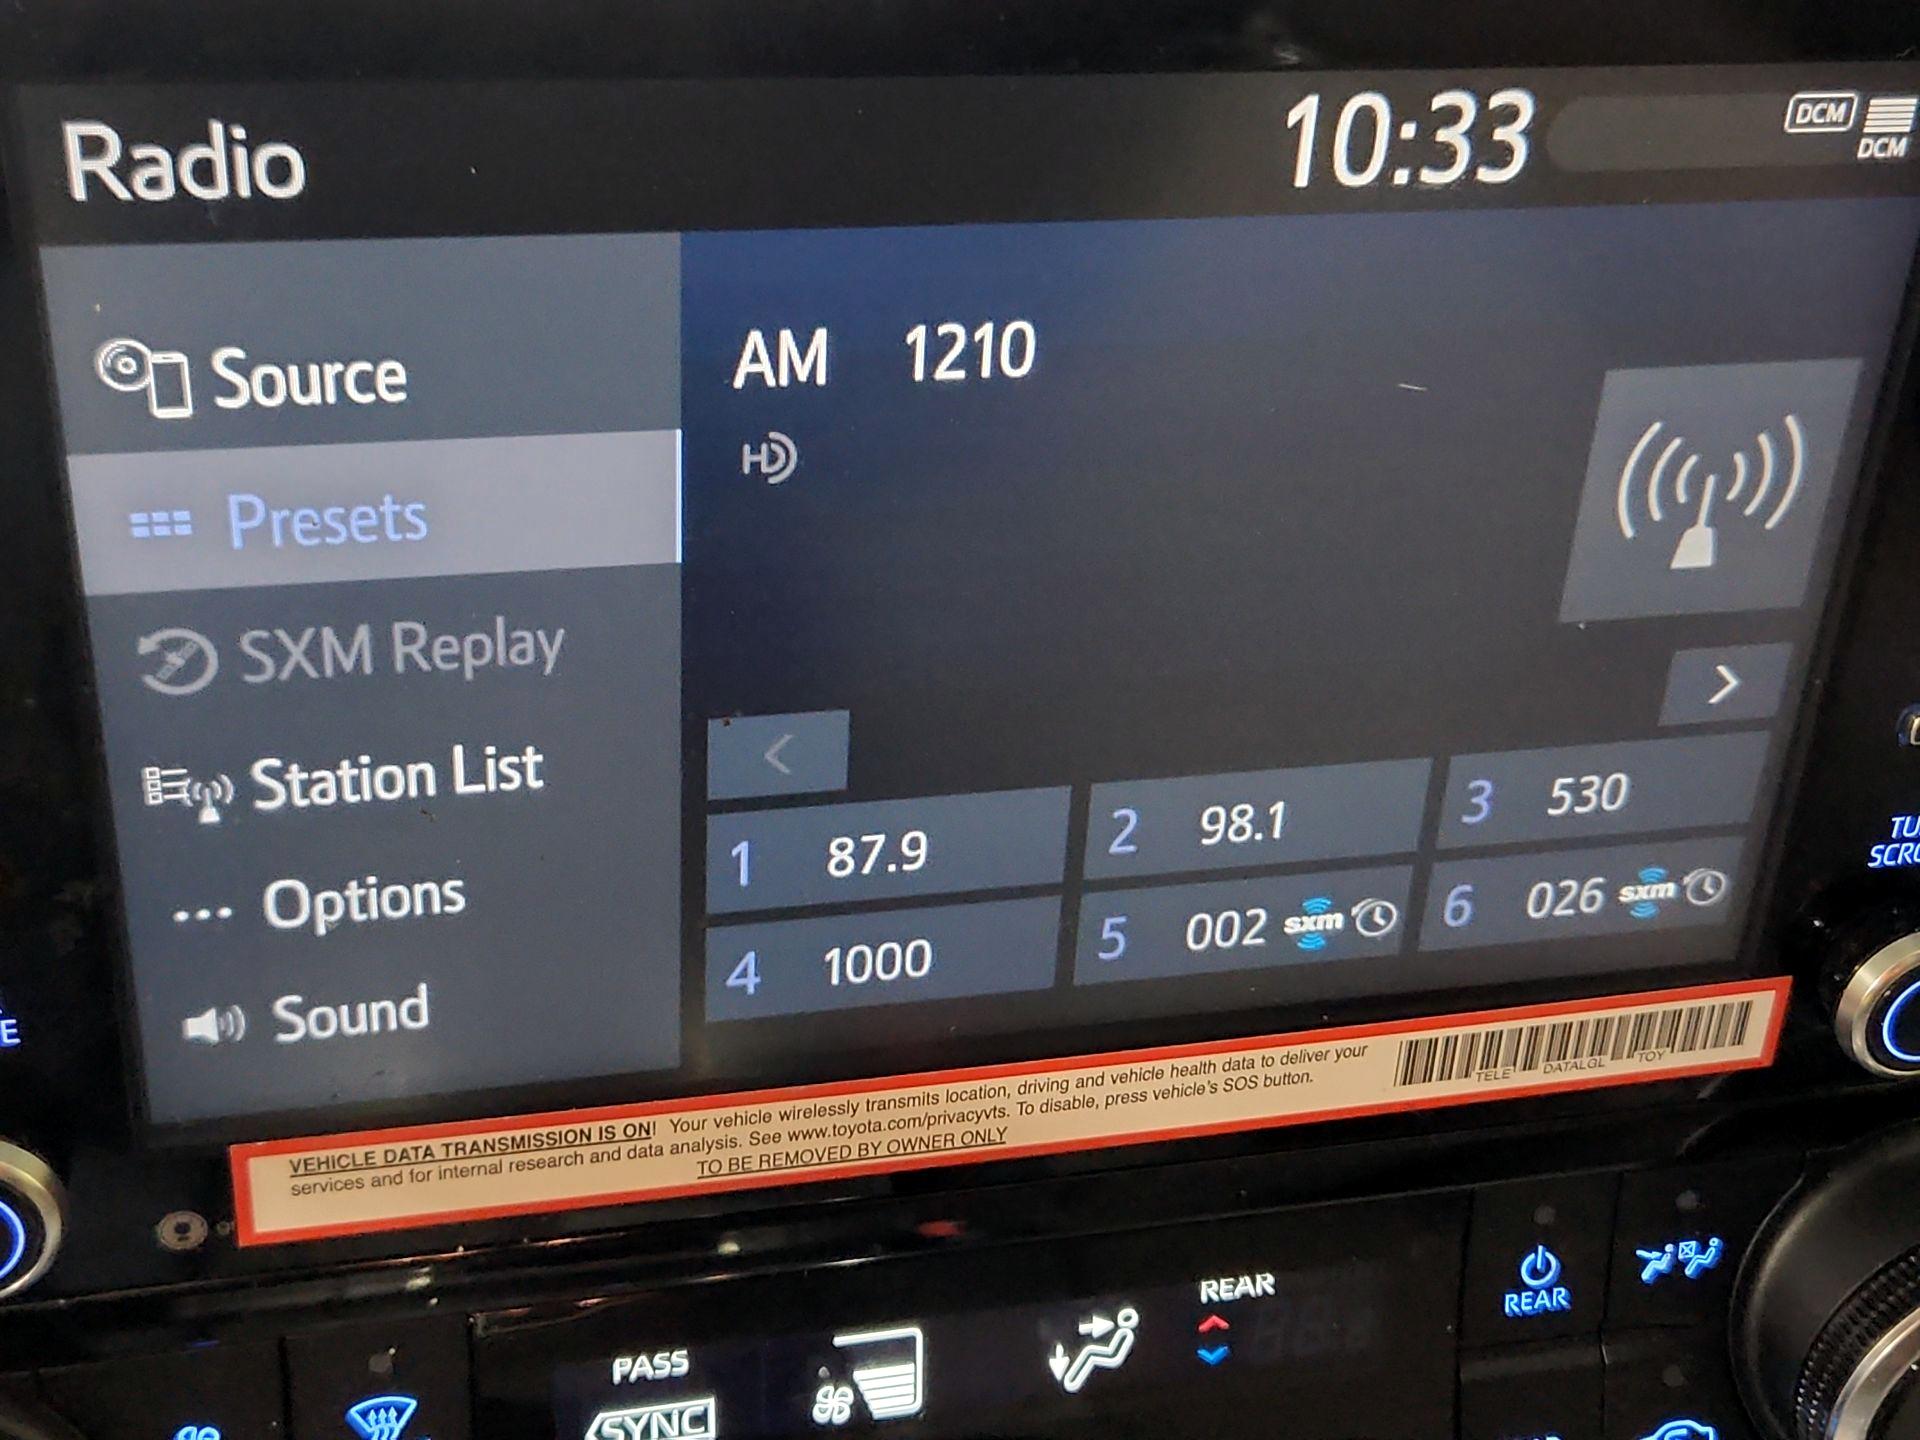 Radio
10:33
DCM
DCM
Source
AM 1210
HD
Presets
SXM Replay
Station List
Options
Sound
1 87.9
2 98.1
3 530
4 1000
5 002 sxm
6 026 sxm
VEHICLE DATA TRANSMISSION IS ON! Your vehicle wirelessly transmits location, driving and vehicle health data to deliver your
services and for internal research and data analysis. See www.toyota.com/privacyvts. To disable, press vehicle's SOS button.
TO BE REMOVED BY OWNER ONLY
TELE DATALGL TOY
REAR
REAR
PASS
SYNC